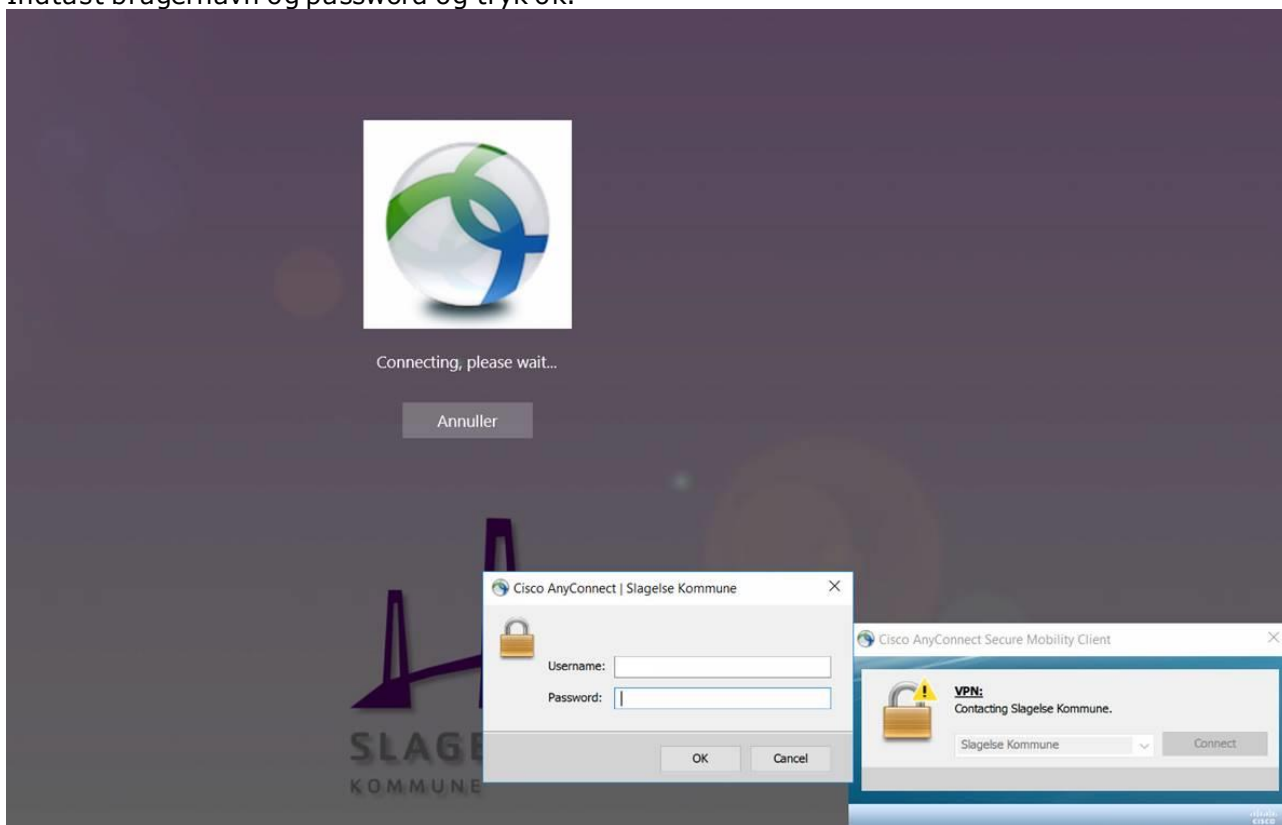 Indtast brugernavn og password og tryk ok.
Connecting, please wait...
Annuller
SLAGE
KOMMUNE
Cisco AnyConnect | Slagelse Kommune
Username:
Password:
OK Cancel
Cisco AnyConnect Secure Mobility Client
VPN:
Contacting Slagelse Kommune.
Slagelse Kommune Connect
CISCO